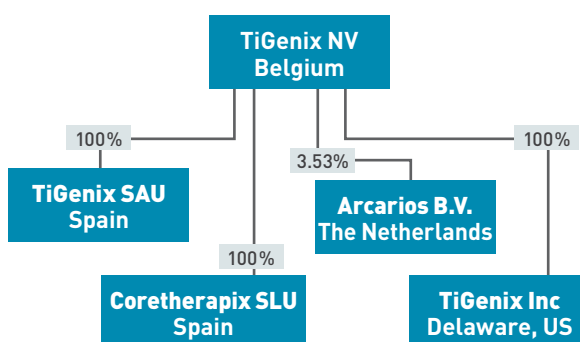 TiGenix NV
Belgium
100%
100%
3.53%
TiGenix SAU
Spain
Arcarios B.V.
The Netherlands
100%
Coretherapix SLU
Spain
TiGenix Inc
Delaware, US